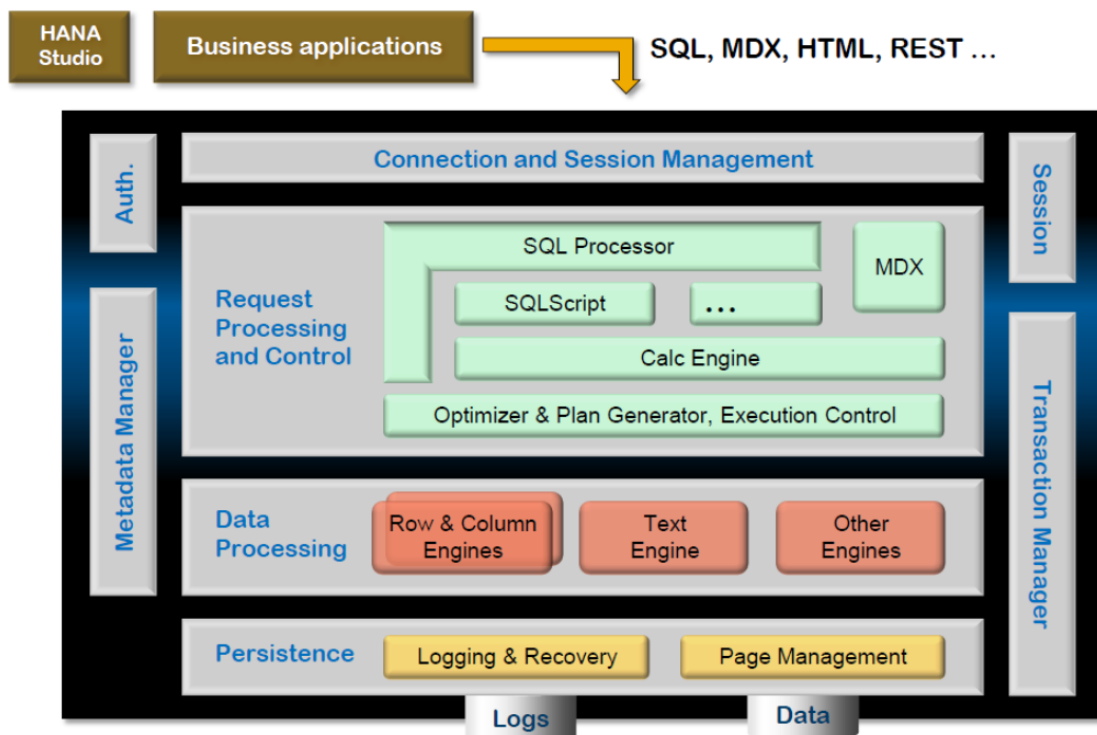 HANA
Studio
Business applications
SQL, MDX, HTML, REST ...
Auth.
Connection and Session Management
Session
Request
Processing
and Control
SQL Processor
MDX
SQLScript
...
Calc Engine
Optimizer & Plan Generator, Execution Control
Metadata Manager
Transaction Manager
Data
Processing
Row & Column
Engines
Text
Engine
Other
Engines
Persistence
Logging & Recovery
Page Management
Logs
Data